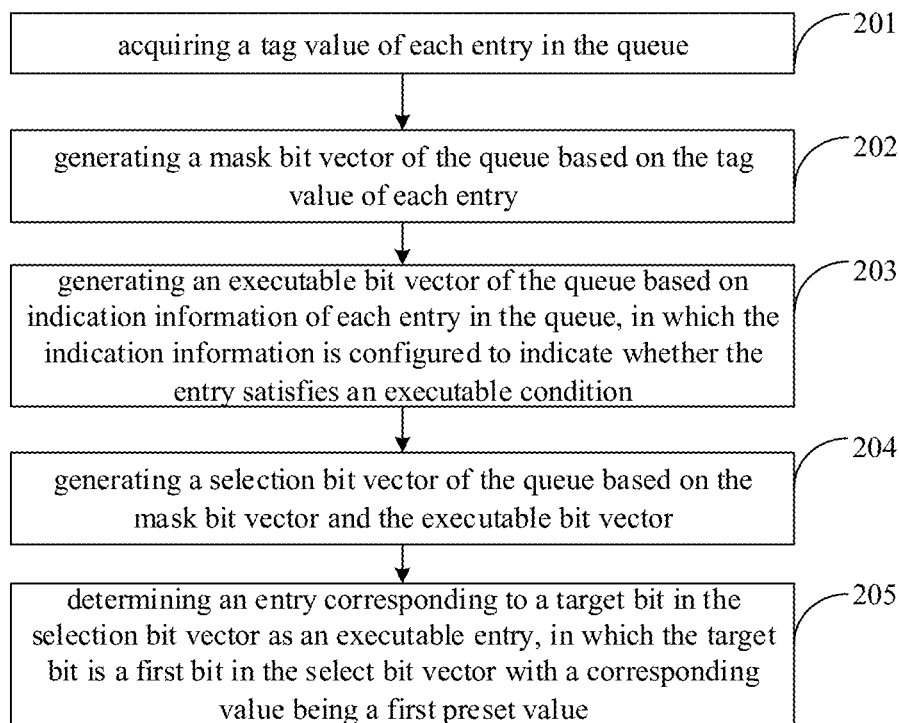 acquiring a tag value of each entry in the queue
201
generating a mask bit vector of the queue based on the tag
value of each entry
202
generating an executable bit vector of the queue based on
indication information of each entry in the queue, in which the
indication information is configured to indicate whether the
entry satisfies an executable condition
203
generating a selection bit vector of the queue based on the
mask bit vector and the executable bit vector
204
determining an entry corresponding to a target bit in the
selection bit vector as an executable entry, in which the target
bit is a first bit in the select bit vector with a corresponding
value being a first preset value
205